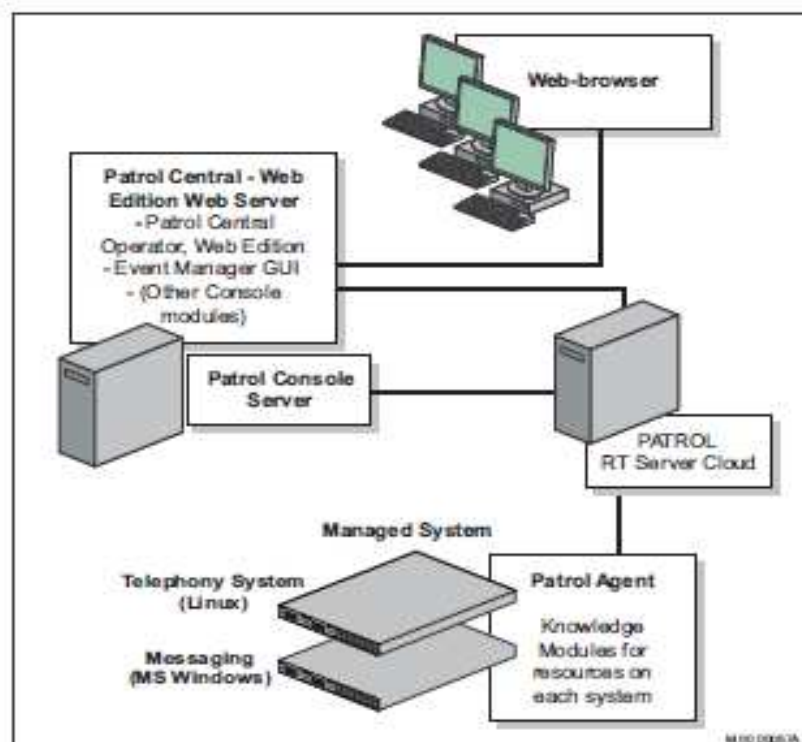 Web-browser
Patrol Central - Web
Edition Web Server
- Patrol Central
Operator, Web Edition
- Event Manager GUI
- (Other Console
modules)
Patrol Console
Server
PATROL
RT Server Cloud
Managed System
Telephony System
(Linux)
Messaging
(MS Windows)
Patrol Agent
Knowledge
Modules for
resources on
each system